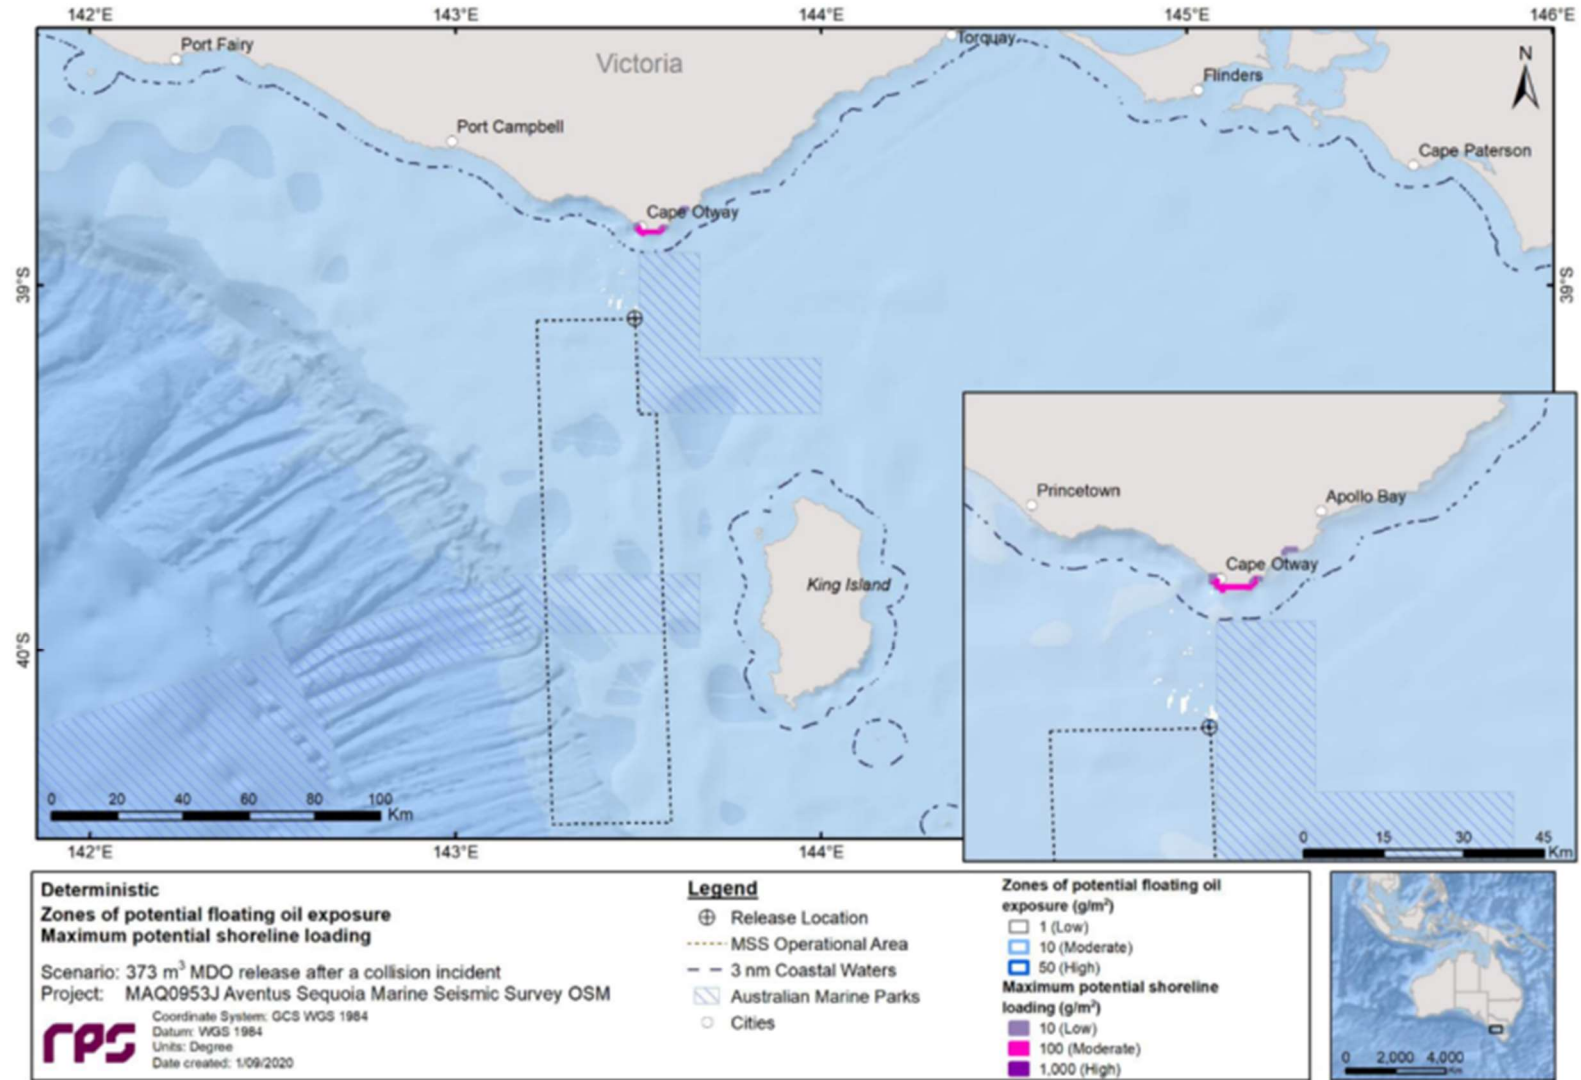 142°E 143°E 144°E 145°E 146°E
Port Fairy
Victoria
Torquay
N
Flinders
Port Campbell
Cape Paterson
Cape Otway
39°S
39°S
King Island
40°S
0 20 40 60 80 100
Km
142°E 143°E 144°E
Princetown
Apollo Bay
Cape Otway
0 15 30 45
Km
Deterministic
Zones of potential floating oil exposure
Maximum potential shoreline loading
Scenario: 373 m³ MDO release after a collision incident
Project: MAQ0953J Aventus Sequoia Marine Seismic Survey OSM
rps
Coordinate System: GCS WGS 1984
Datum: WGS 1984
Units: Degree
Date created: 1/09/2020
Legend
Release Location
MSS Operational Area
3 nm Coastal Waters
Australian Marine Parks
Cities
Zones of potential floating oil
exposure (g/m²)
1 (Low)
10 (Moderate)
50 (High)
Maximum potential shoreline
loading (g/m²)
10 (Low)
100 (Moderate)
1,000 (High)
0 2,000 4,000
Km